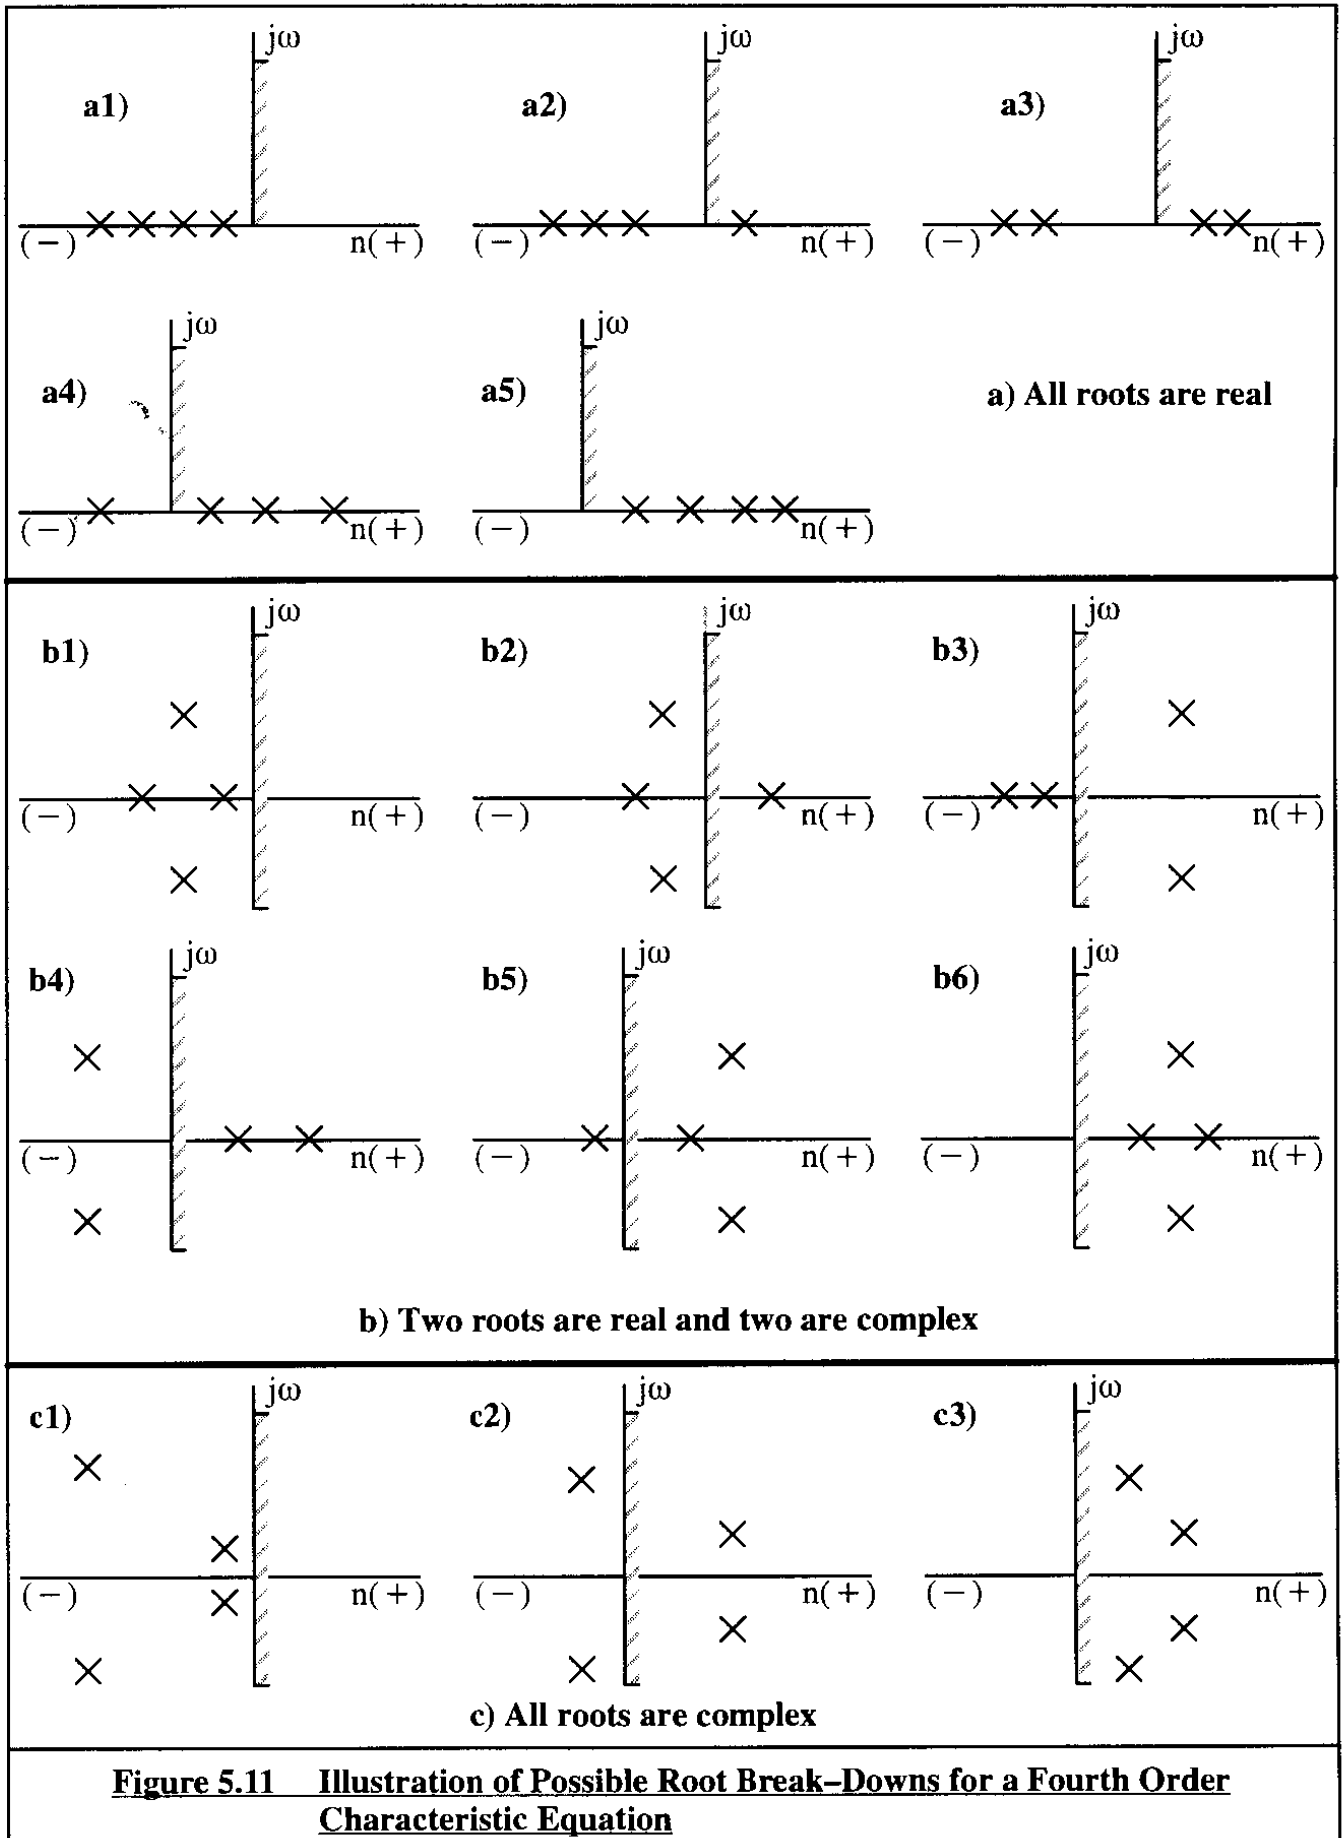 jω jω jω
a1) a2) a3)
(−) n(+) (−) n(+) (−) n(+)
jω jω
a4) a5) a) All roots are real
(−) n(+) (−) n(+)
jω jω jω
b1) b2) b3)
(−) n(+) (−) n(+) (−) n(+)
jω jω jω
b4) b5) b6)
(−) n(+) (−) n(+) (−) n(+)
b) Two roots are real and two are complex
jω jω jω
c1) c2) c3)
(−) n(+) (−) n(+) (−) n(+)
c) All roots are complex
Figure 5.11 Illustration of Possible Root Break–Downs for a Fourth Order
Characteristic Equation